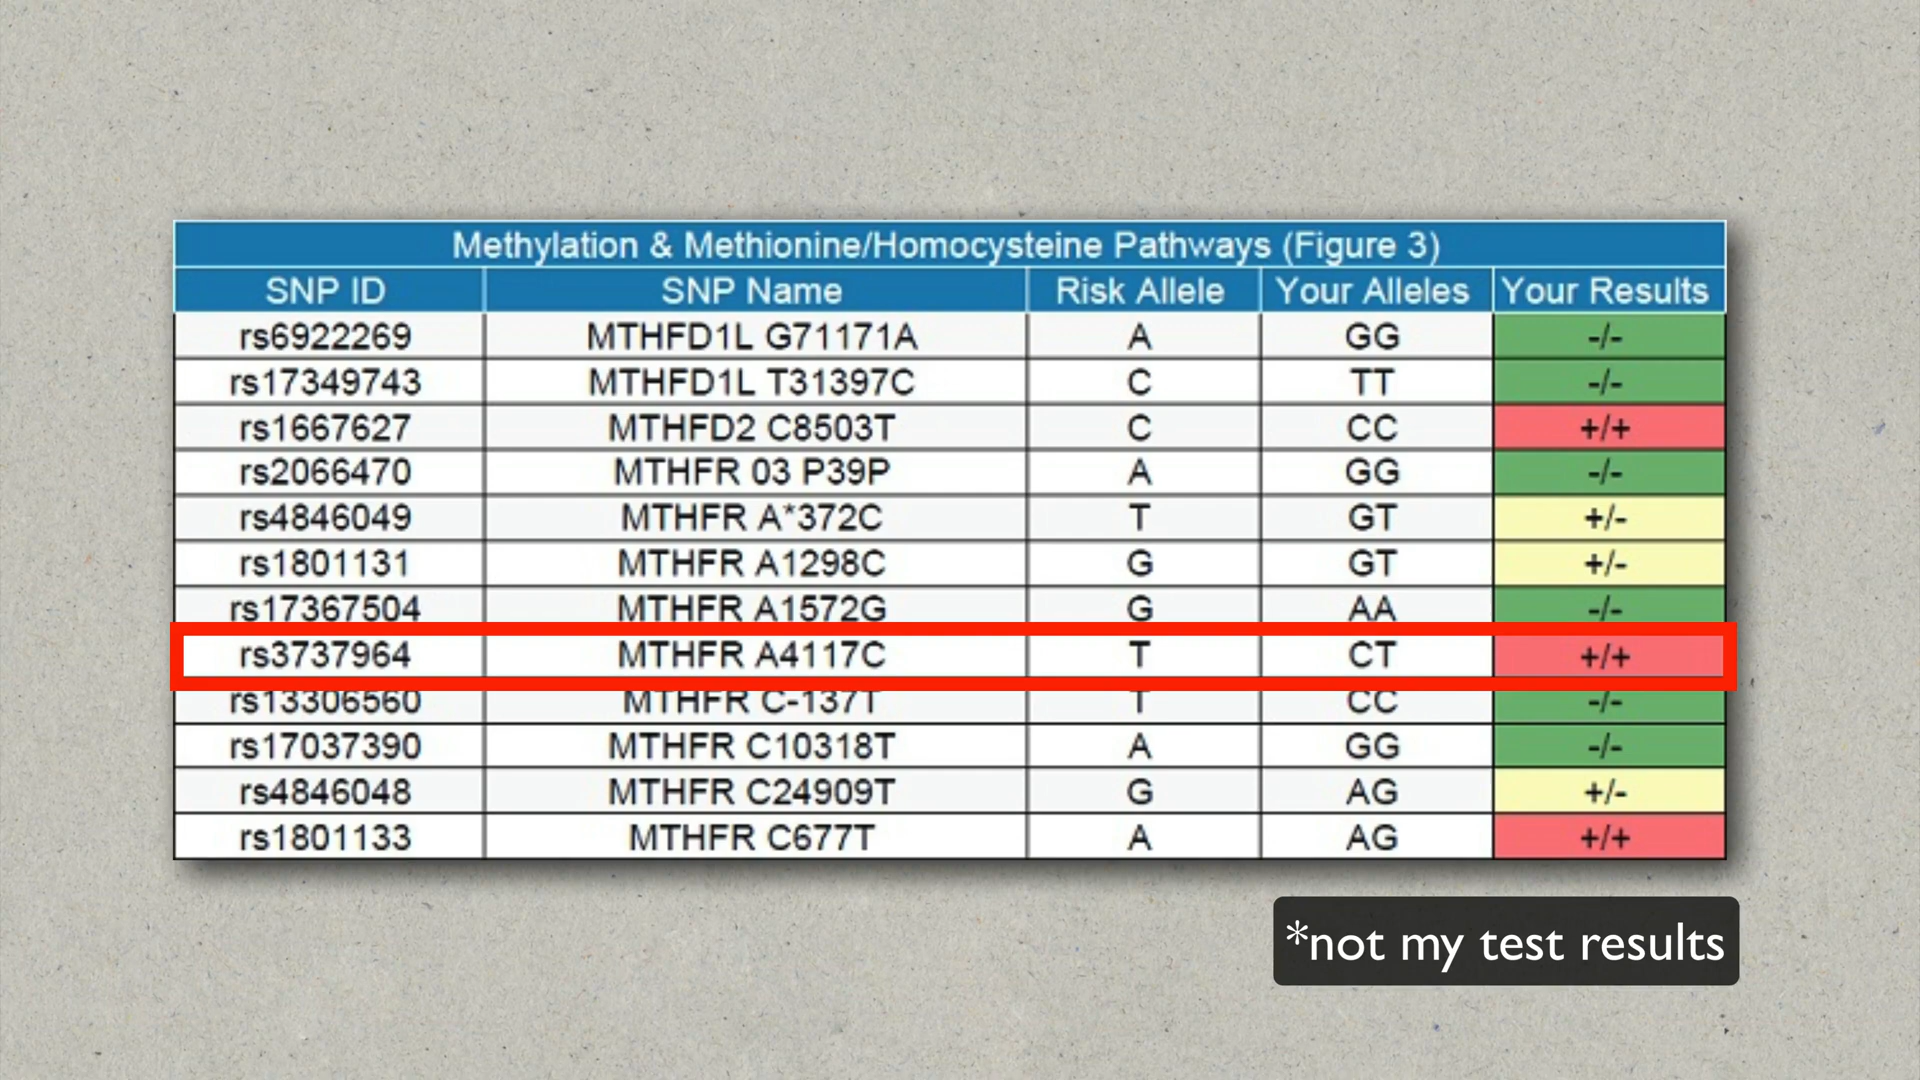 Methylation & Methionine/Homocysteine Pathways (Figure 3)
SNP ID SNP Name Risk Allele Your Alleles Your Results
rs6922269 MTHFD1L G71171A A GG -/-
rs17349743 MTHFD1L T31397C C TT -/-
rs1667627 MTHFD2 C8503T C CC +/+
rs2066470 MTHFR 03 P39P A GG -/-
rs4846049 MTHFR A*372C T GT +/-
rs1801131 MTHFR A1298C G GT +/-
rs17367504 MTHFR A1572G G AA -/-
rs3737964 MTHFR A4117C T CT +/+
rs13306560 MTHFR C-137T T CC -/-
rs17037390 MTHFR C10318T A GG -/-
rs4846048 MTHFR C24909T G AG +/-
rs1801133 MTHFR C677T A AG +/+
*not my test results